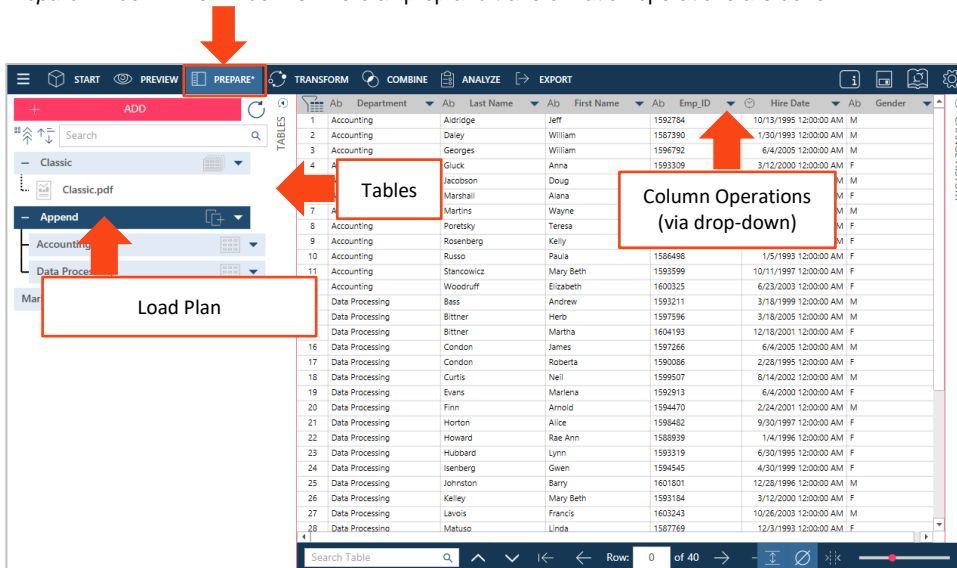 START PREVIEW PREPARE* TRANSFORM COMBINE ANALYZE EXPORT
+ ADD
Search
TABLES
Classic
Classic.pdf
Append
Accounting
Data Proces
Mar
Tables
Load Plan
Column Operations
(via drop-down)
Ab Department Ab Last Name Ab First Name Ab Emp_ID Hire Date Ab Gender
1 Accounting Aldridge Jeff 1592784 10/13/1995 12:00:00 AM M
2 Accounting Daley William 1587390 1/30/1993 12:00:00 AM M
3 Accounting Georges William 1596792 6/4/2005 12:00:00 AM M
4 A Gluck Anna 1593309 3/12/2000 12:00:00 AM F
Jacobson Doug M M
Marshall Alana M F
7 A Martins Wayne M M
8 Accounting Poretsky Teresa M F
9 Accounting Rosenberg Kelly M F
10 Accounting Russo Paula 1586498 1/5/1993 12:00:00 AM F
11 Accounting Stancowicz Mary Beth 1593599 10/11/1997 12:00:00 AM F
Accounting Woodruff Elizabeth 1600325 6/23/2003 12:00:00 AM F
Data Processing Bass Andrew 1593211 3/18/1999 12:00:00 AM M
Data Processing Bittner Herb 1597596 3/18/2005 12:00:00 AM M
Data Processing Bittner Martha 1604193 12/18/2001 12:00:00 AM F
16 Data Processing Condon James 1597266 6/4/2005 12:00:00 AM M
17 Data Processing Condon Roberta 1590086 2/28/1995 12:00:00 AM F
18 Data Processing Curtis Neil 1599507 8/14/2002 12:00:00 AM M
19 Data Processing Evans Marlena 1592913 6/4/2000 12:00:00 AM F
20 Data Processing Finn Arnold 1594470 2/24/2001 12:00:00 AM M
21 Data Processing Horton Alice 1598482 9/30/1997 12:00:00 AM F
22 Data Processing Howard Rae Ann 1588939 1/4/1996 12:00:00 AM F
23 Data Processing Hubbard Lynn 1593319 6/30/1995 12:00:00 AM F
24 Data Processing Isenberg Gwen 1594545 4/30/1999 12:00:00 AM F
25 Data Processing Johnston Barry 1601801 12/28/1996 12:00:00 AM M
26 Data Processing Kelley Mary Beth 1593184 3/12/2000 12:00:00 AM F
27 Data Processing Lavois Francis 1603243 10/26/2003 12:00:00 AM M
28 Data Processing Matuso Linda 1587769 12/3/1993 12:00:00 AM F
Search Table Row: 0 of 40